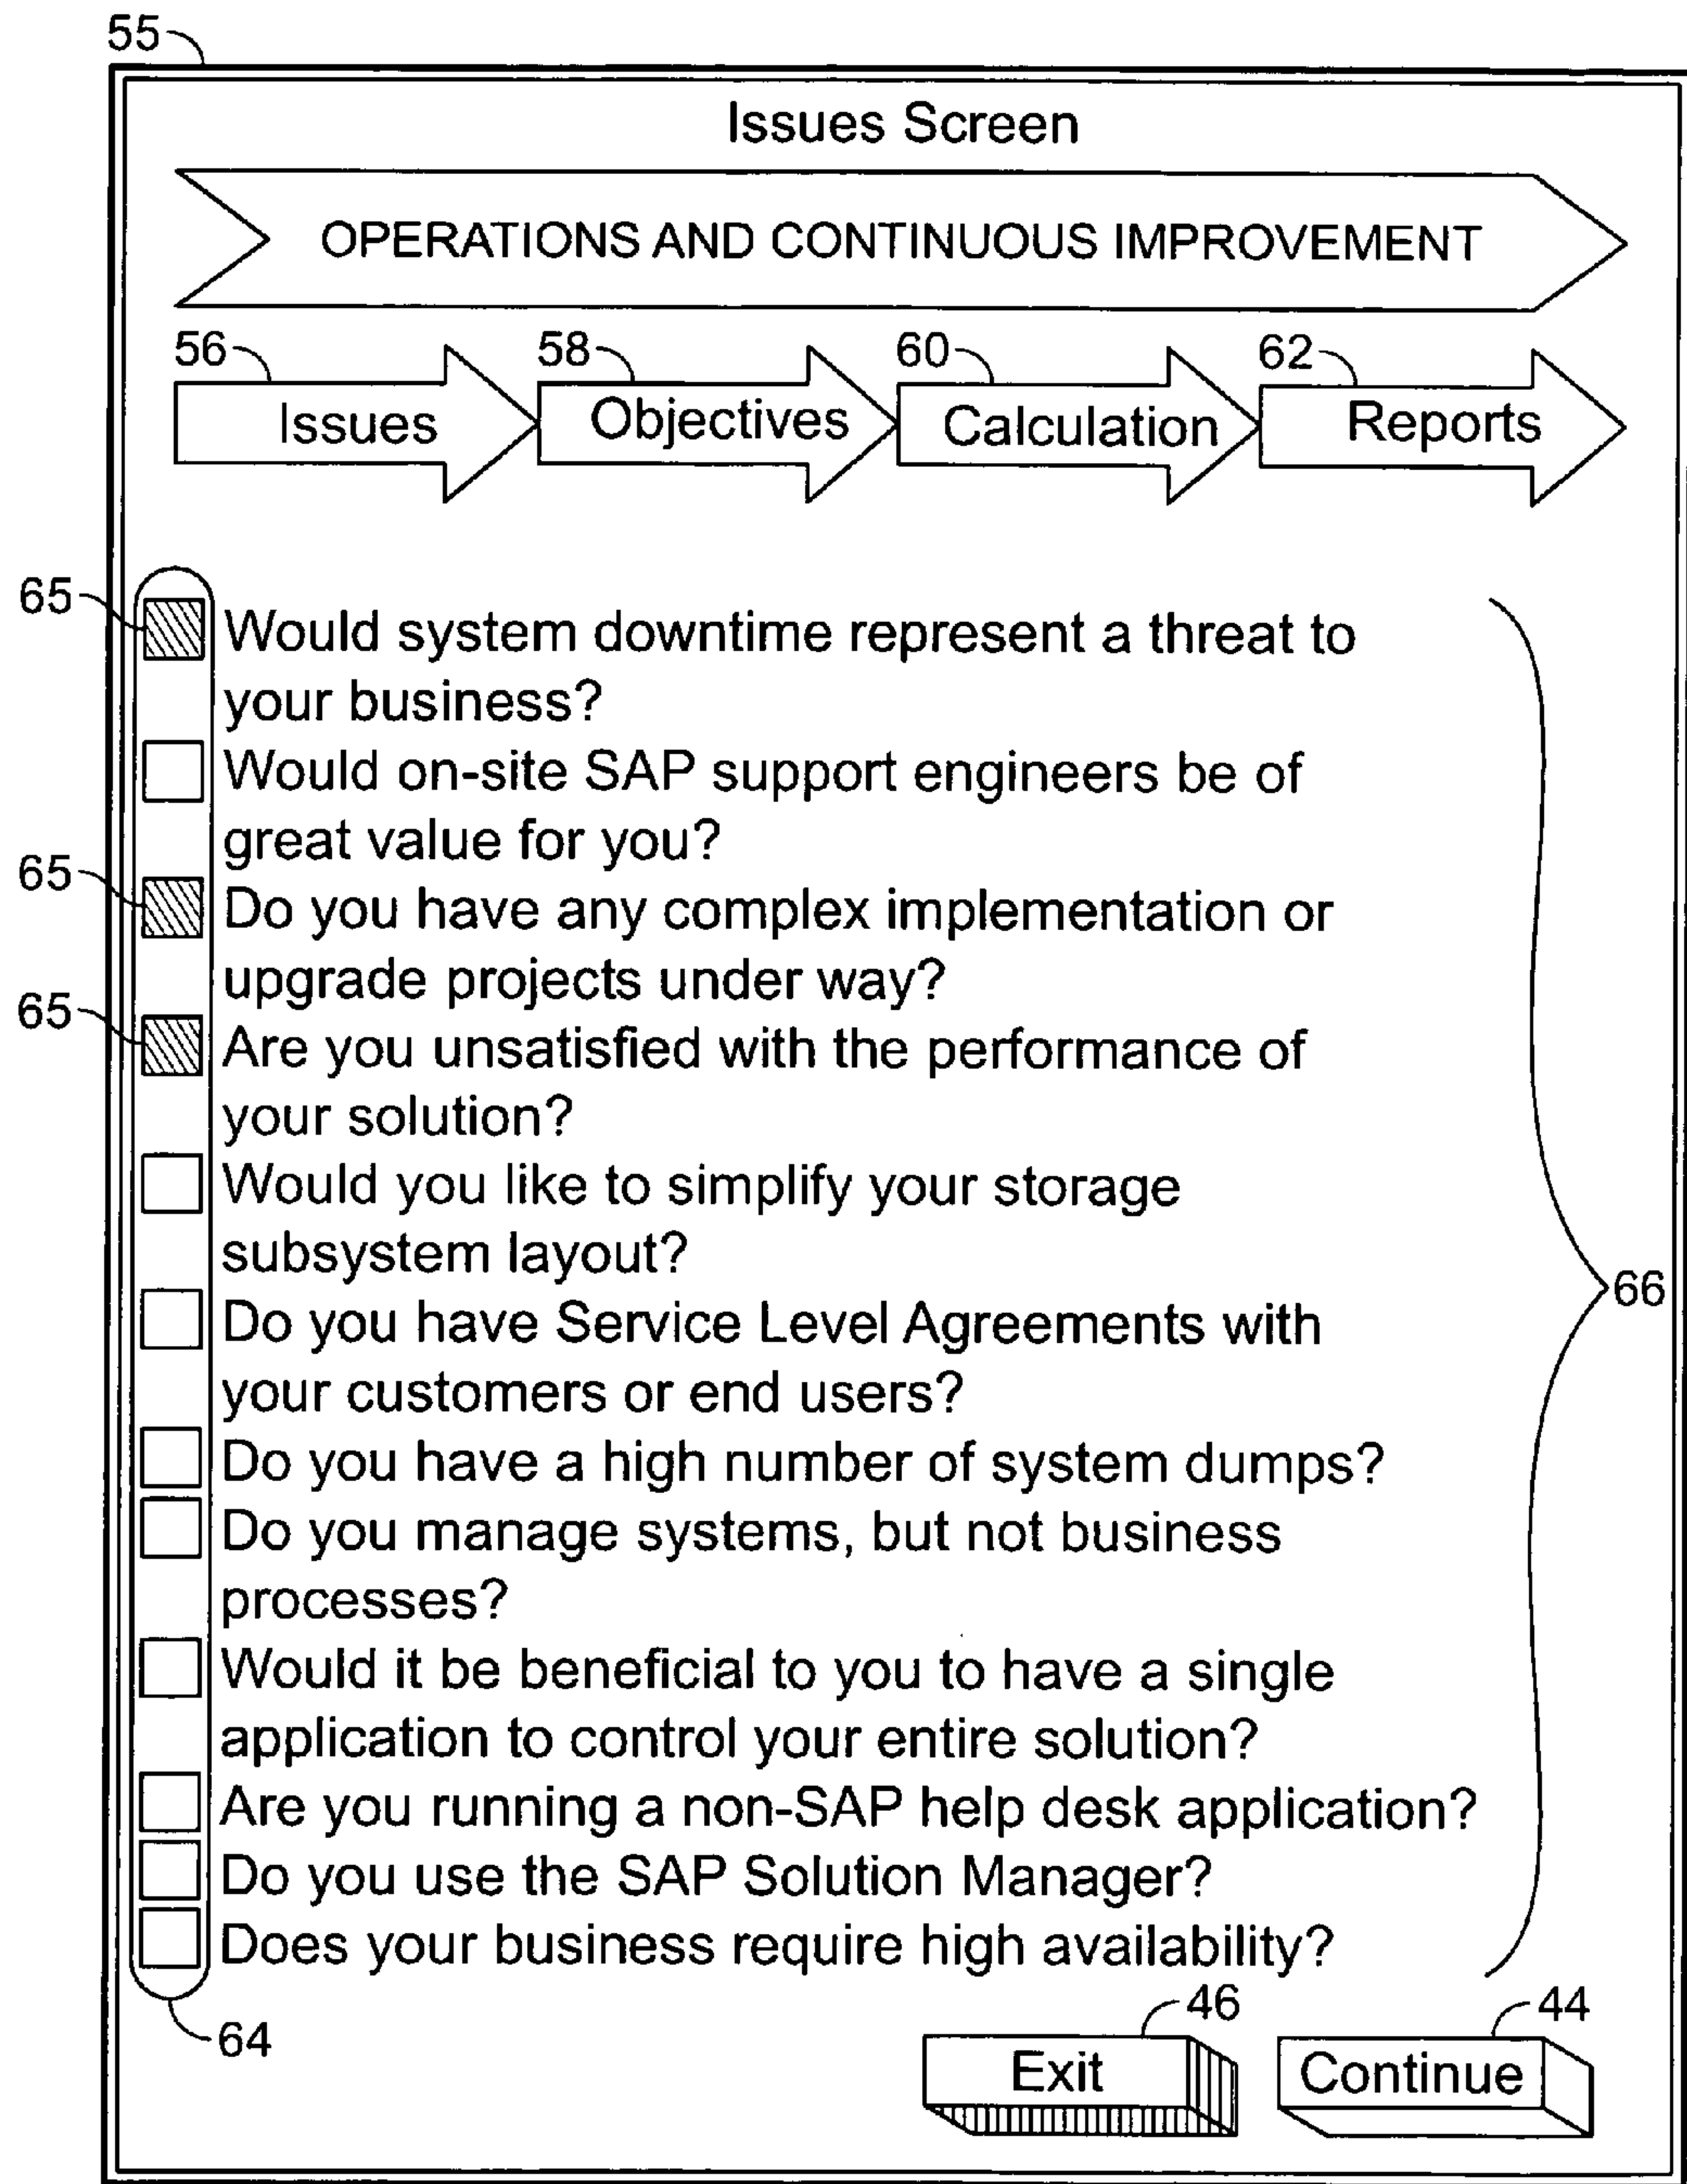 55
Issues Screen
OPERATIONS AND CONTINUOUS IMPROVEMENT
56 58 60 62
Issues Objectives Calculation Reports
65 Would system downtime represent a threat to
your business?
Would on-site SAP support engineers be of
great value for you?
65 Do you have any complex implementation or
upgrade projects under way?
65 Are you unsatisfied with the performance of
your solution?
Would you like to simplify your storage
subsystem layout?
66
Do you have Service Level Agreements with
your customers or end users?
Do you have a high number of system dumps?
Do you manage systems, but not business
processes?
Would it be beneficial to you to have a single
application to control your entire solution?
Are you running a non-SAP help desk application?
Do you use the SAP Solution Manager?
Does your business require high availability?
64 46 44
Exit Continue